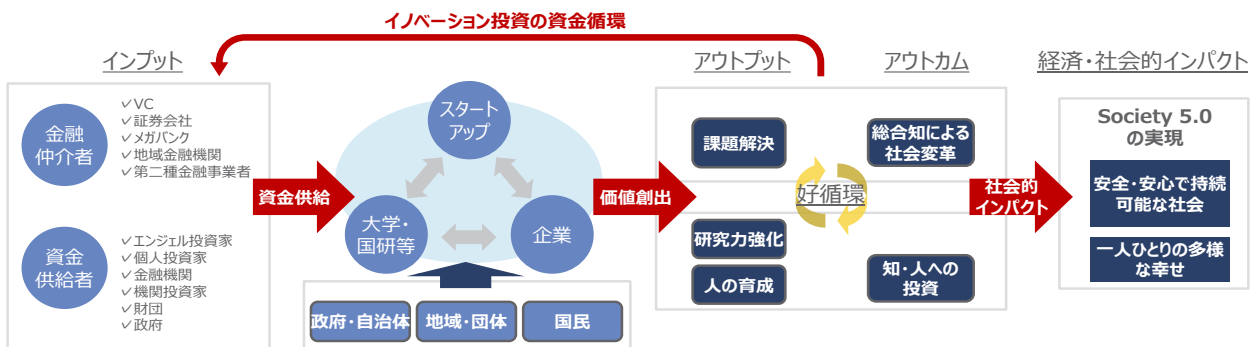 イノベーション投資の資金循環
インプット
金融
仲介者
✓VC
✓証券会社
✓メガバンク
✓地域金融機関
✓第二種金融事業者
資金
供給者
✓エンジェル投資家
✓個人投資家
✓金融機関
✓機関投資家
✓財団
✓政府
資金供給
スタート
アップ
大学・
国研等
企業
政府・自治体
地域・団体
国民
価値創出
アウトプット
アウトカム
課題解決
総合知による
社会変革
好循環
研究力強化
人の育成
知・人への
投資
社会的
インパクト
経済・社会的インパクト
Society 5.0
の実現
安全・安心で持続
可能な社会
一人ひとりの多様
な幸せ